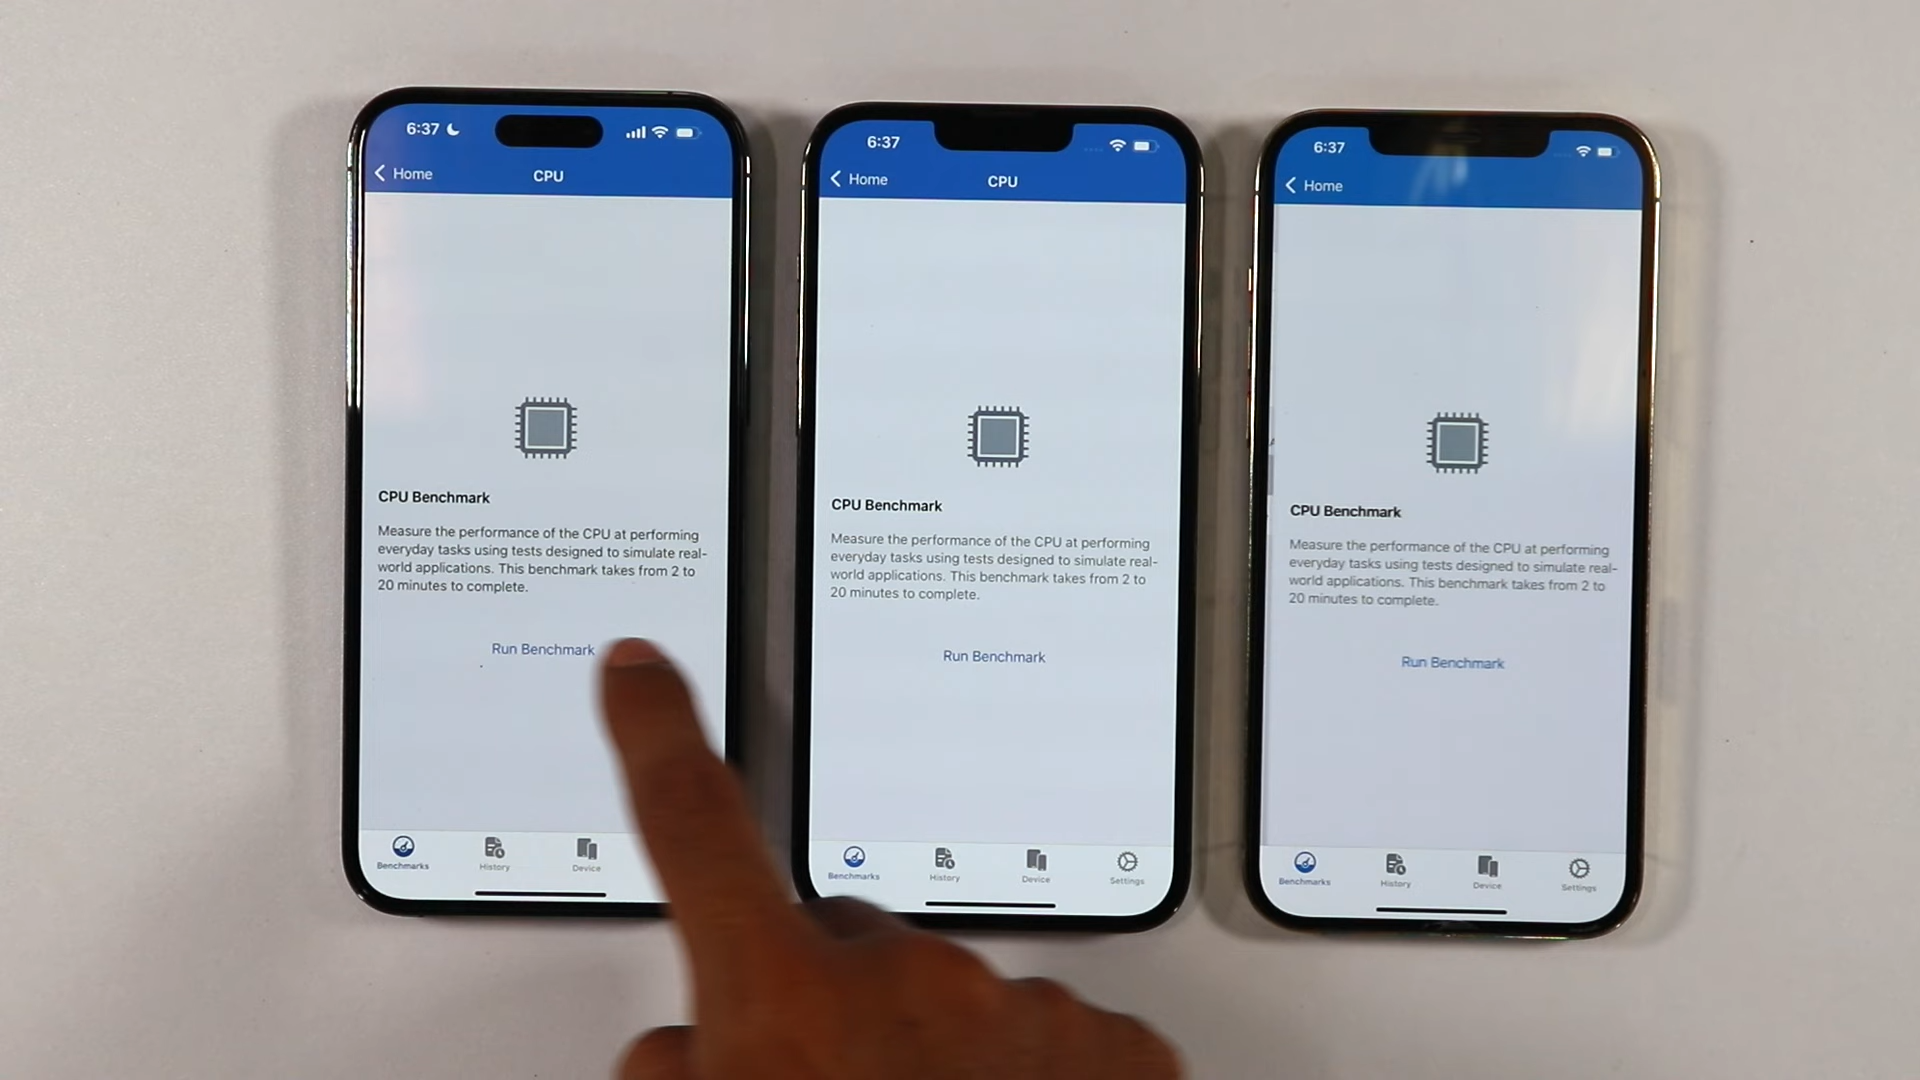 6:37
Home
CPU
CPU Benchmark
Measure the performance of the CPU at performing
everyday tasks using tests designed to simulate real-
world applications. This benchmark takes from 2 to
20 minutes to complete.
Run Benchmark
Benchmarks
History
Device
6:37
Home
CPU
CPU Benchmark
Measure the performance of the CPU at performing
everyday tasks using tests designed to simulate real-
world applications. This benchmark takes from 2 to
20 minutes to complete.
Run Benchmark
Benchmarks
History
Device
Settings
6:37
Home
CPU Benchmark
Measure the performance of the CPU at performing
everyday tasks using tests designed to simulate real-
world applications. This benchmark takes from 2 to
20 minutes to complete.
Run Benchmark
Benchmarks
History
Device
Settings